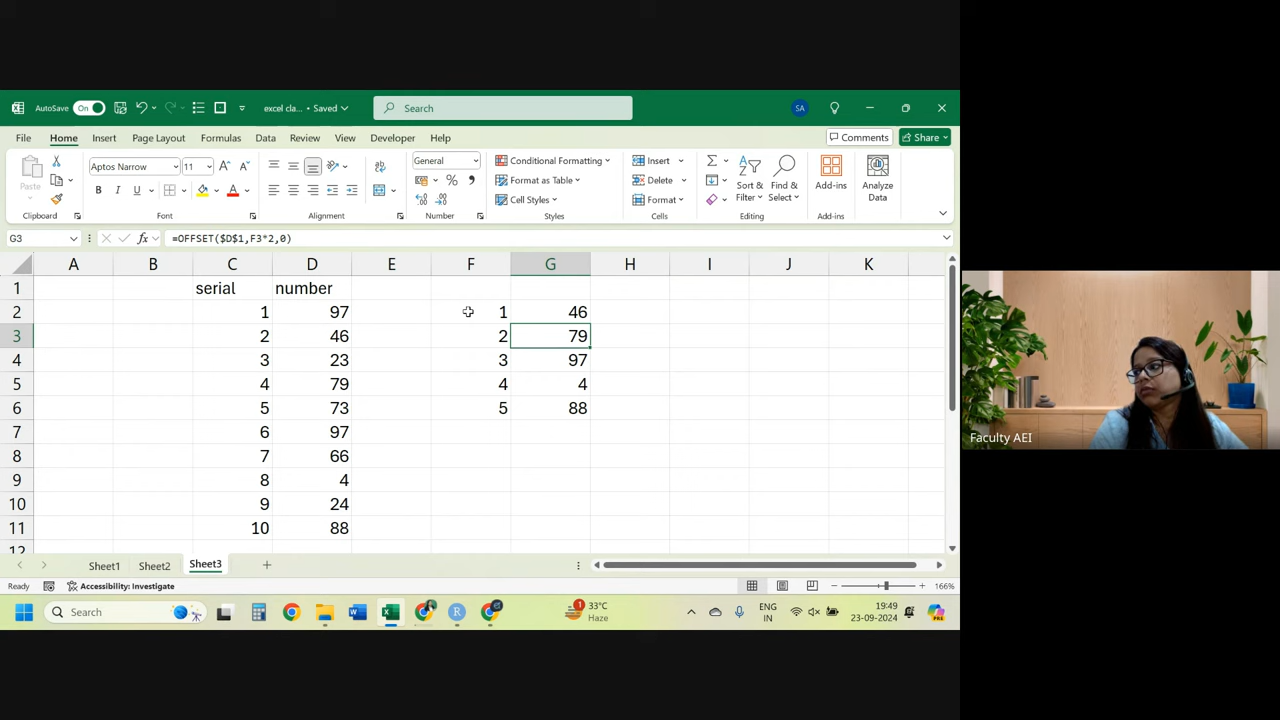 AutoSave On excel cla... • Saved Search SA
File Home Insert Page Layout Formulas Data Review View Developer Help Comments Share
Paste Aptos Narrow 11 A A General Conditional Formatting Insert Sort & Filter Find & Select Add-ins Analyze Data
B I U A % , Format as Table Delete
Cell Styles Format
Clipboard Font Alignment Number Styles Cells Editing Add-ins
G3 fx =OFFSET($D$1,F3*2,0)
A B C D E F G H I J K
1 serial number
2 1 97 1 46
3 2 46 2 79
4 3 23 3 97
5 4 79 4 4
6 5 73 5 88
7 6 97
8 7 66
9 8 4
10 9 24
11 10 88
12
Sheet1 Sheet2 Sheet3
Ready Accessibility: Investigate 166%
Search 1 33°C Haze ENG IN 19:49 23-09-2024
Faculty AEI